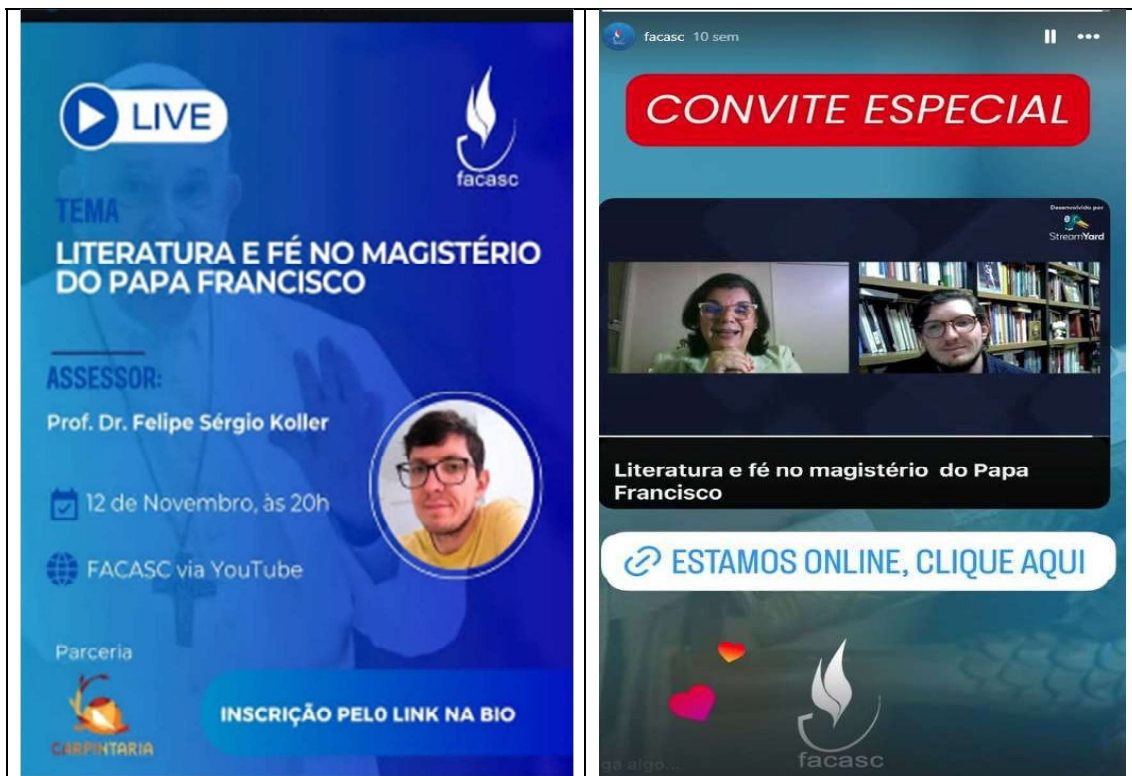 LIVE
facasc
TEMA
LITERATURA E FÉ NO MAGISTÉRIO
DO PAPA FRANCISCO
ASSESSOR:
Prof. Dr. Felipe Sérgio Koller
12 de Novembro, às 20h
FACASC via YouTube
Parceria
CARPINTARIA
INSCRIÇÃO PEL0 LINK NA BIO
facasc 10 sem
CONVITE ESPECIAL
Desenvolvido por
StreamYard
Literatura e fé no magistério do Papa
Francisco
ESTAMOS ONLINE, CLIQUE AQUI
facasc
algo...